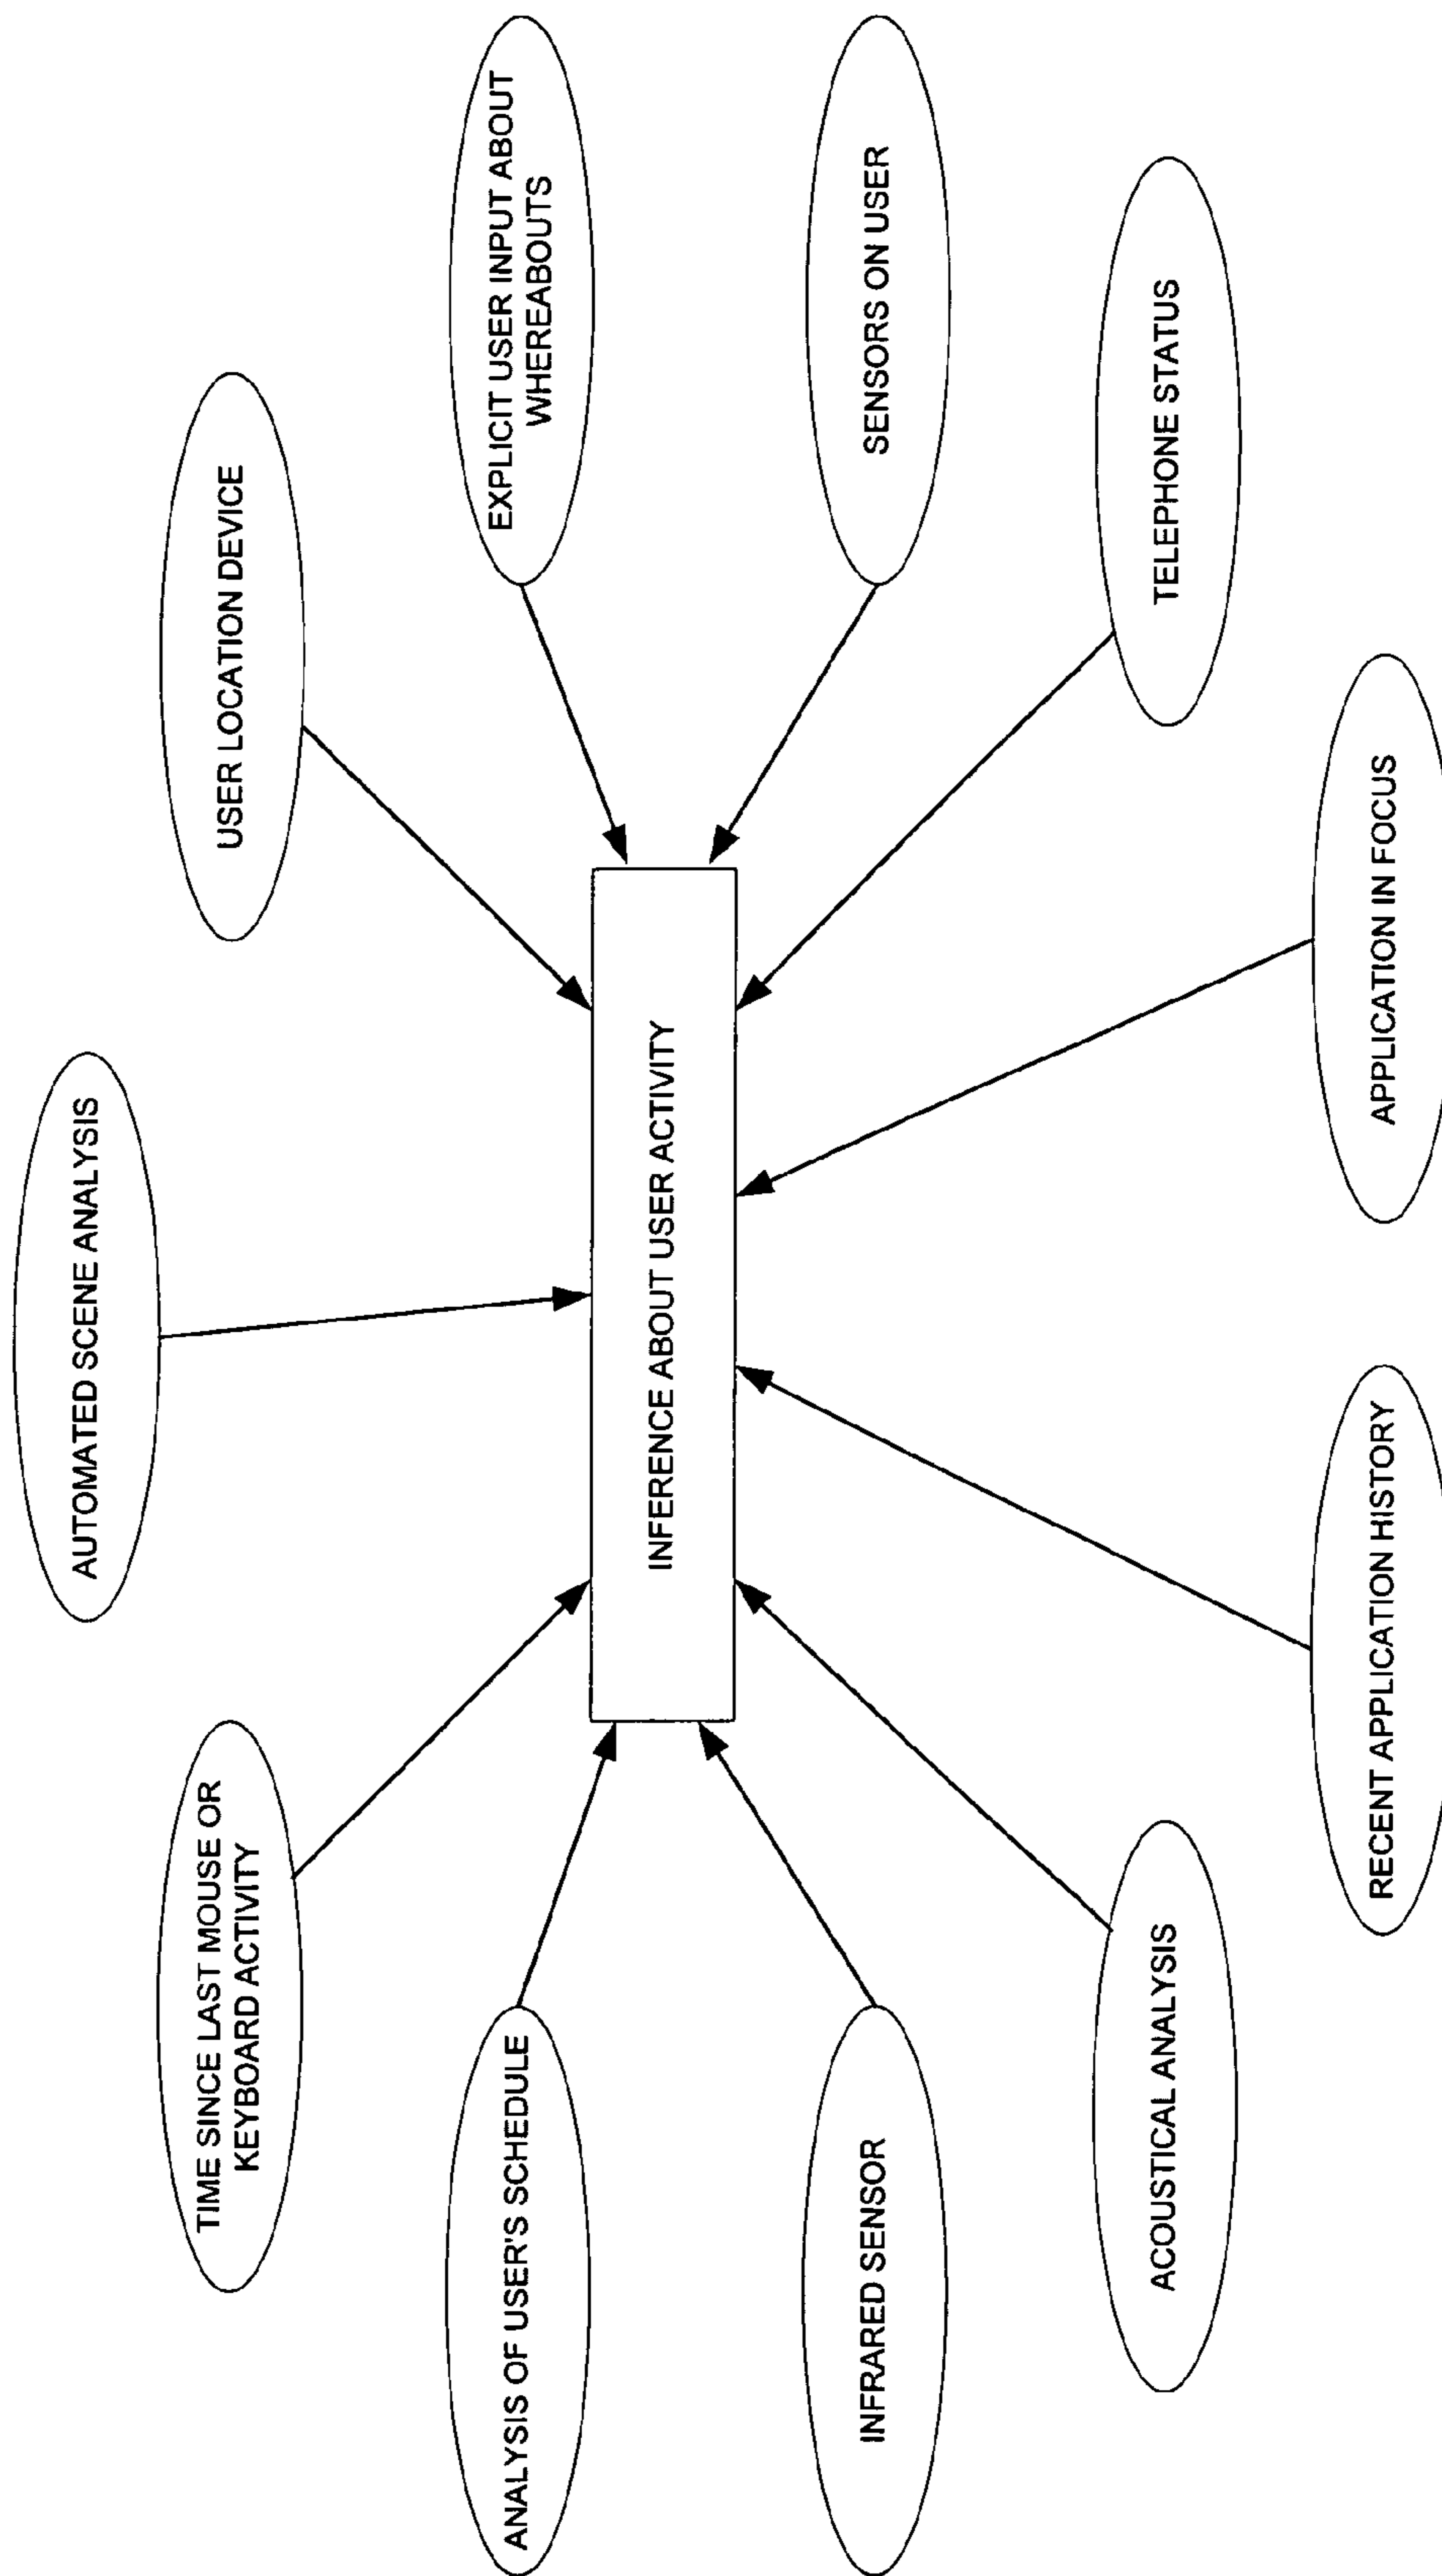 AUTOMATED SCENE ANALYSIS
TIME SINCE LAST MOUSE OR
KEYBOARD ACTIVITY
USER LOCATION DEVICE
ANALYSIS OF USER'S SCHEDULE
EXPLICIT USER INPUT ABOUT
WHEREABOUTS
INFERENCE ABOUT USER ACTIVITY
INFRARED SENSOR
SENSORS ON USER
ACOUSTICAL ANALYSIS
TELEPHONE STATUS
RECENT APPLICATION HISTORY
APPLICATION IN FOCUS